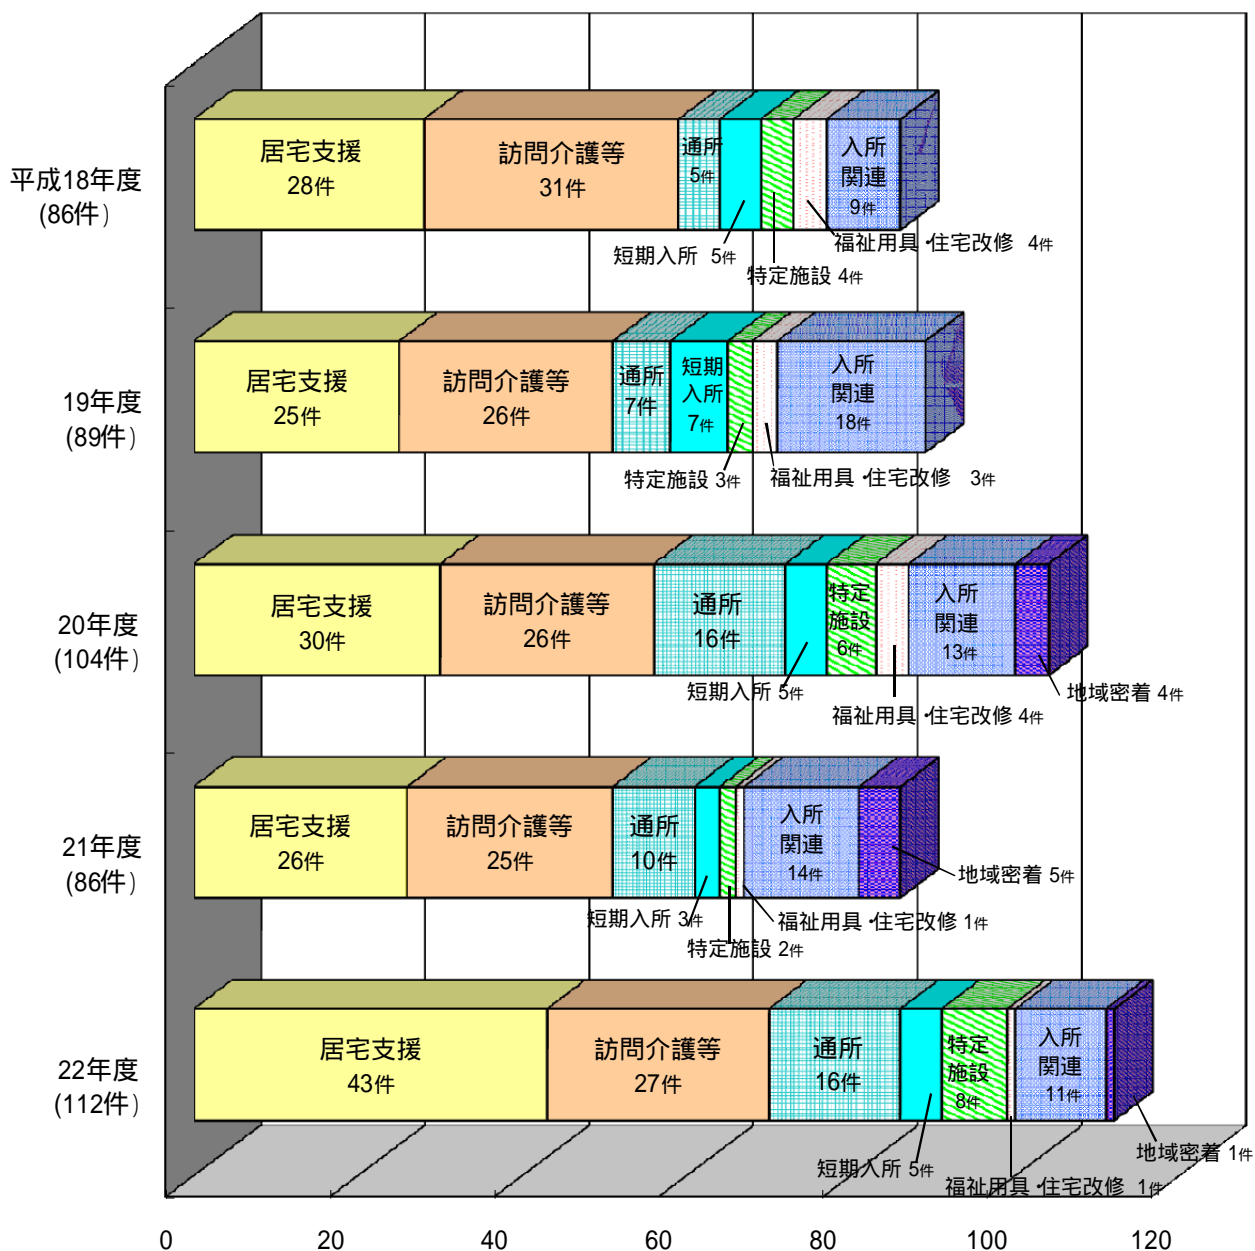 平成18年度
(86件)
居宅支援
28件
訪問介護等
31件
通所
5件
入所
関連
9件
短期入所 5件
特定施設 4件
福祉用具・住宅改修 4件
19年度
(89件)
居宅支援
25件
訪問介護等
26件
通所
7件
短期
入所
7件
入所
関連
18件
特定施設 3件
福祉用具・住宅改修 3件
20年度
(104件)
居宅支援
30件
訪問介護等
26件
通所
16件
特定
施設
6件
入所
関連
13件
短期入所 5件
福祉用具・住宅改修 4件
地域密着 4件
21年度
(86件)
居宅支援
26件
訪問介護等
25件
通所
10件
入所
関連
14件
地域密着 5件
短期入所 3件
福祉用具・住宅改修 1件
特定施設 2件
22年度
(112件)
居宅支援
43件
訪問介護等
27件
通所
16件
特定
施設
8件
入所
関連
11件
地域密着 1件
短期入所 5件
福祉用具・住宅改修 1件
0 20 40 60 80 100 120